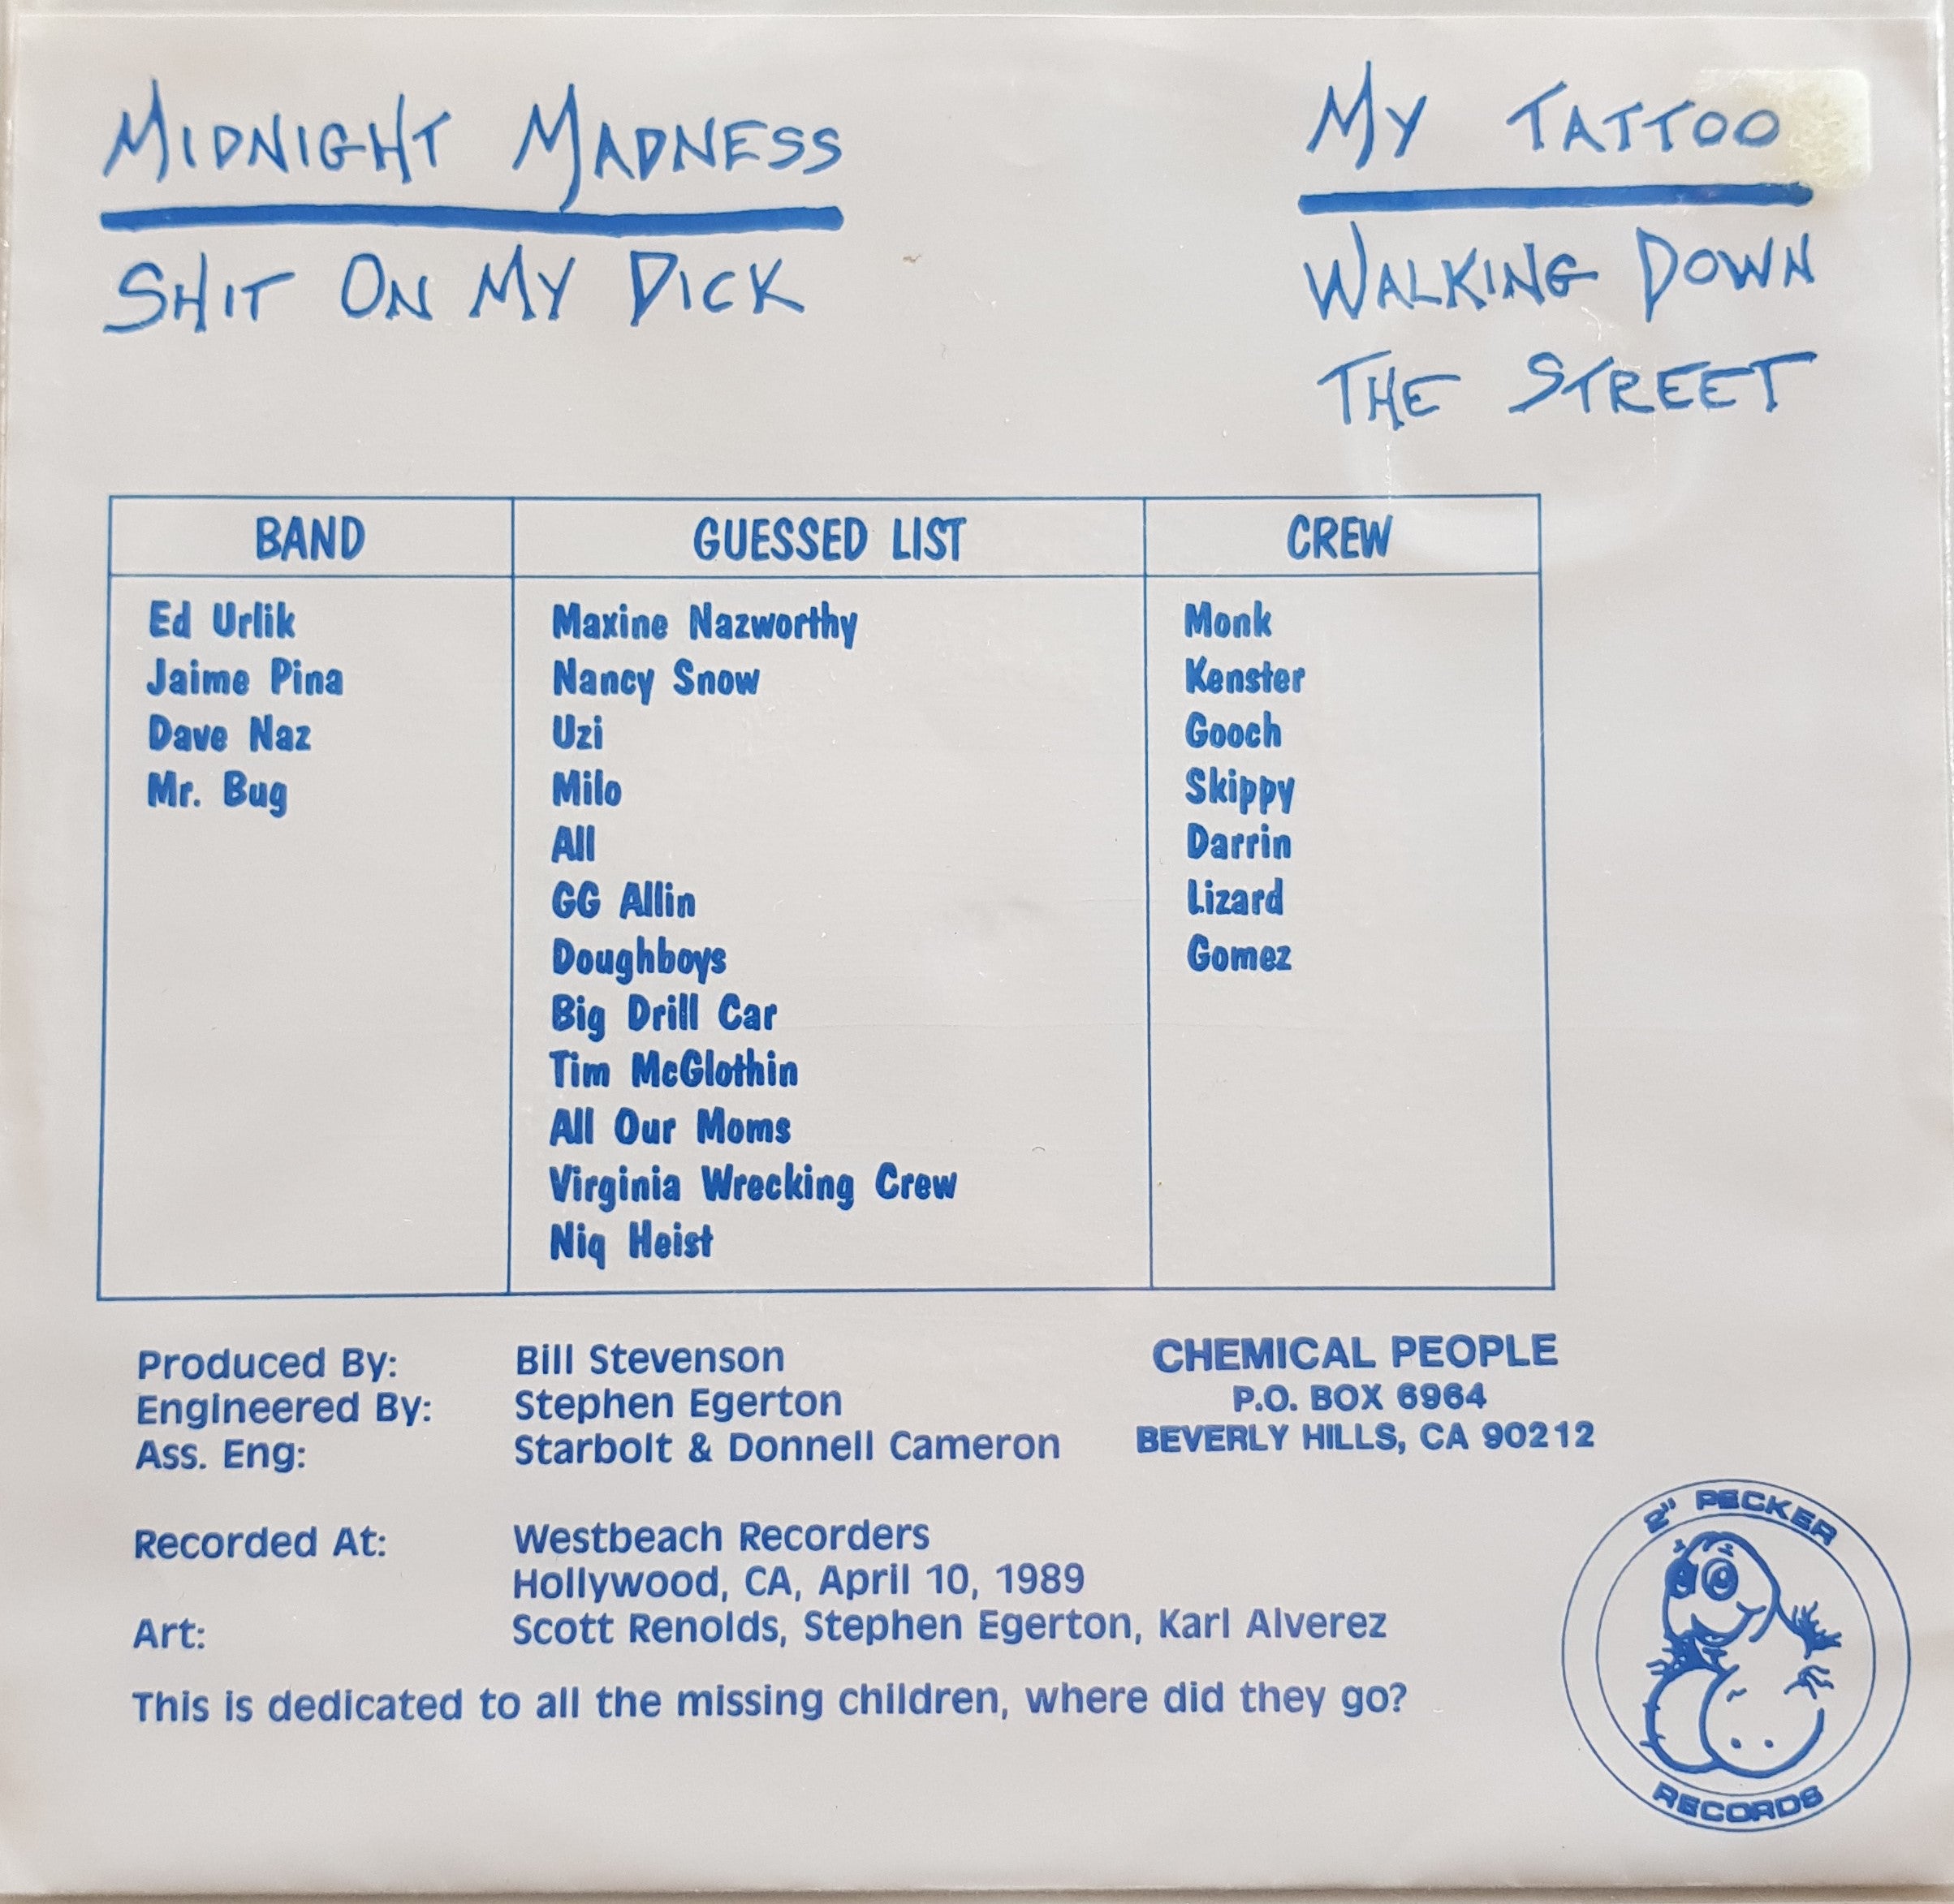 MIDNIGHT MADNESS
SHIT ON MY DICK
MY TATTOO
WALKING DOWN
THE STREET
BAND
Ed Urlik
Jaime Pina
Dave Naz
Mr. Bug
GUESSED LIST
Maxine Nazworthy
Nancy Snow
Uzi
Milo
All
GG Allin
Doughboys
Big Drill Car
Tim McGlothin
All Our Moms
Virginia Wrecking Crew
Niq Heist
CREW
Monk
Kenster
Gooch
Skippy
Darrin
Lizard
Gomez
Produced By: Bill Stevenson
Engineered By: Stephen Egerton
Ass. Eng: Starbolt & Donnell Cameron
CHEMICAL PEOPLE
P.O. BOX 6964
BEVERLY HILLS, CA 90212
Recorded At: Westbeach Recorders
Hollywood, CA, April 10, 1989
Art: Scott Renolds, Stephen Egerton, Karl Alverez
This is dedicated to all the missing children, where did they go?
2" PECKER
RECORDS